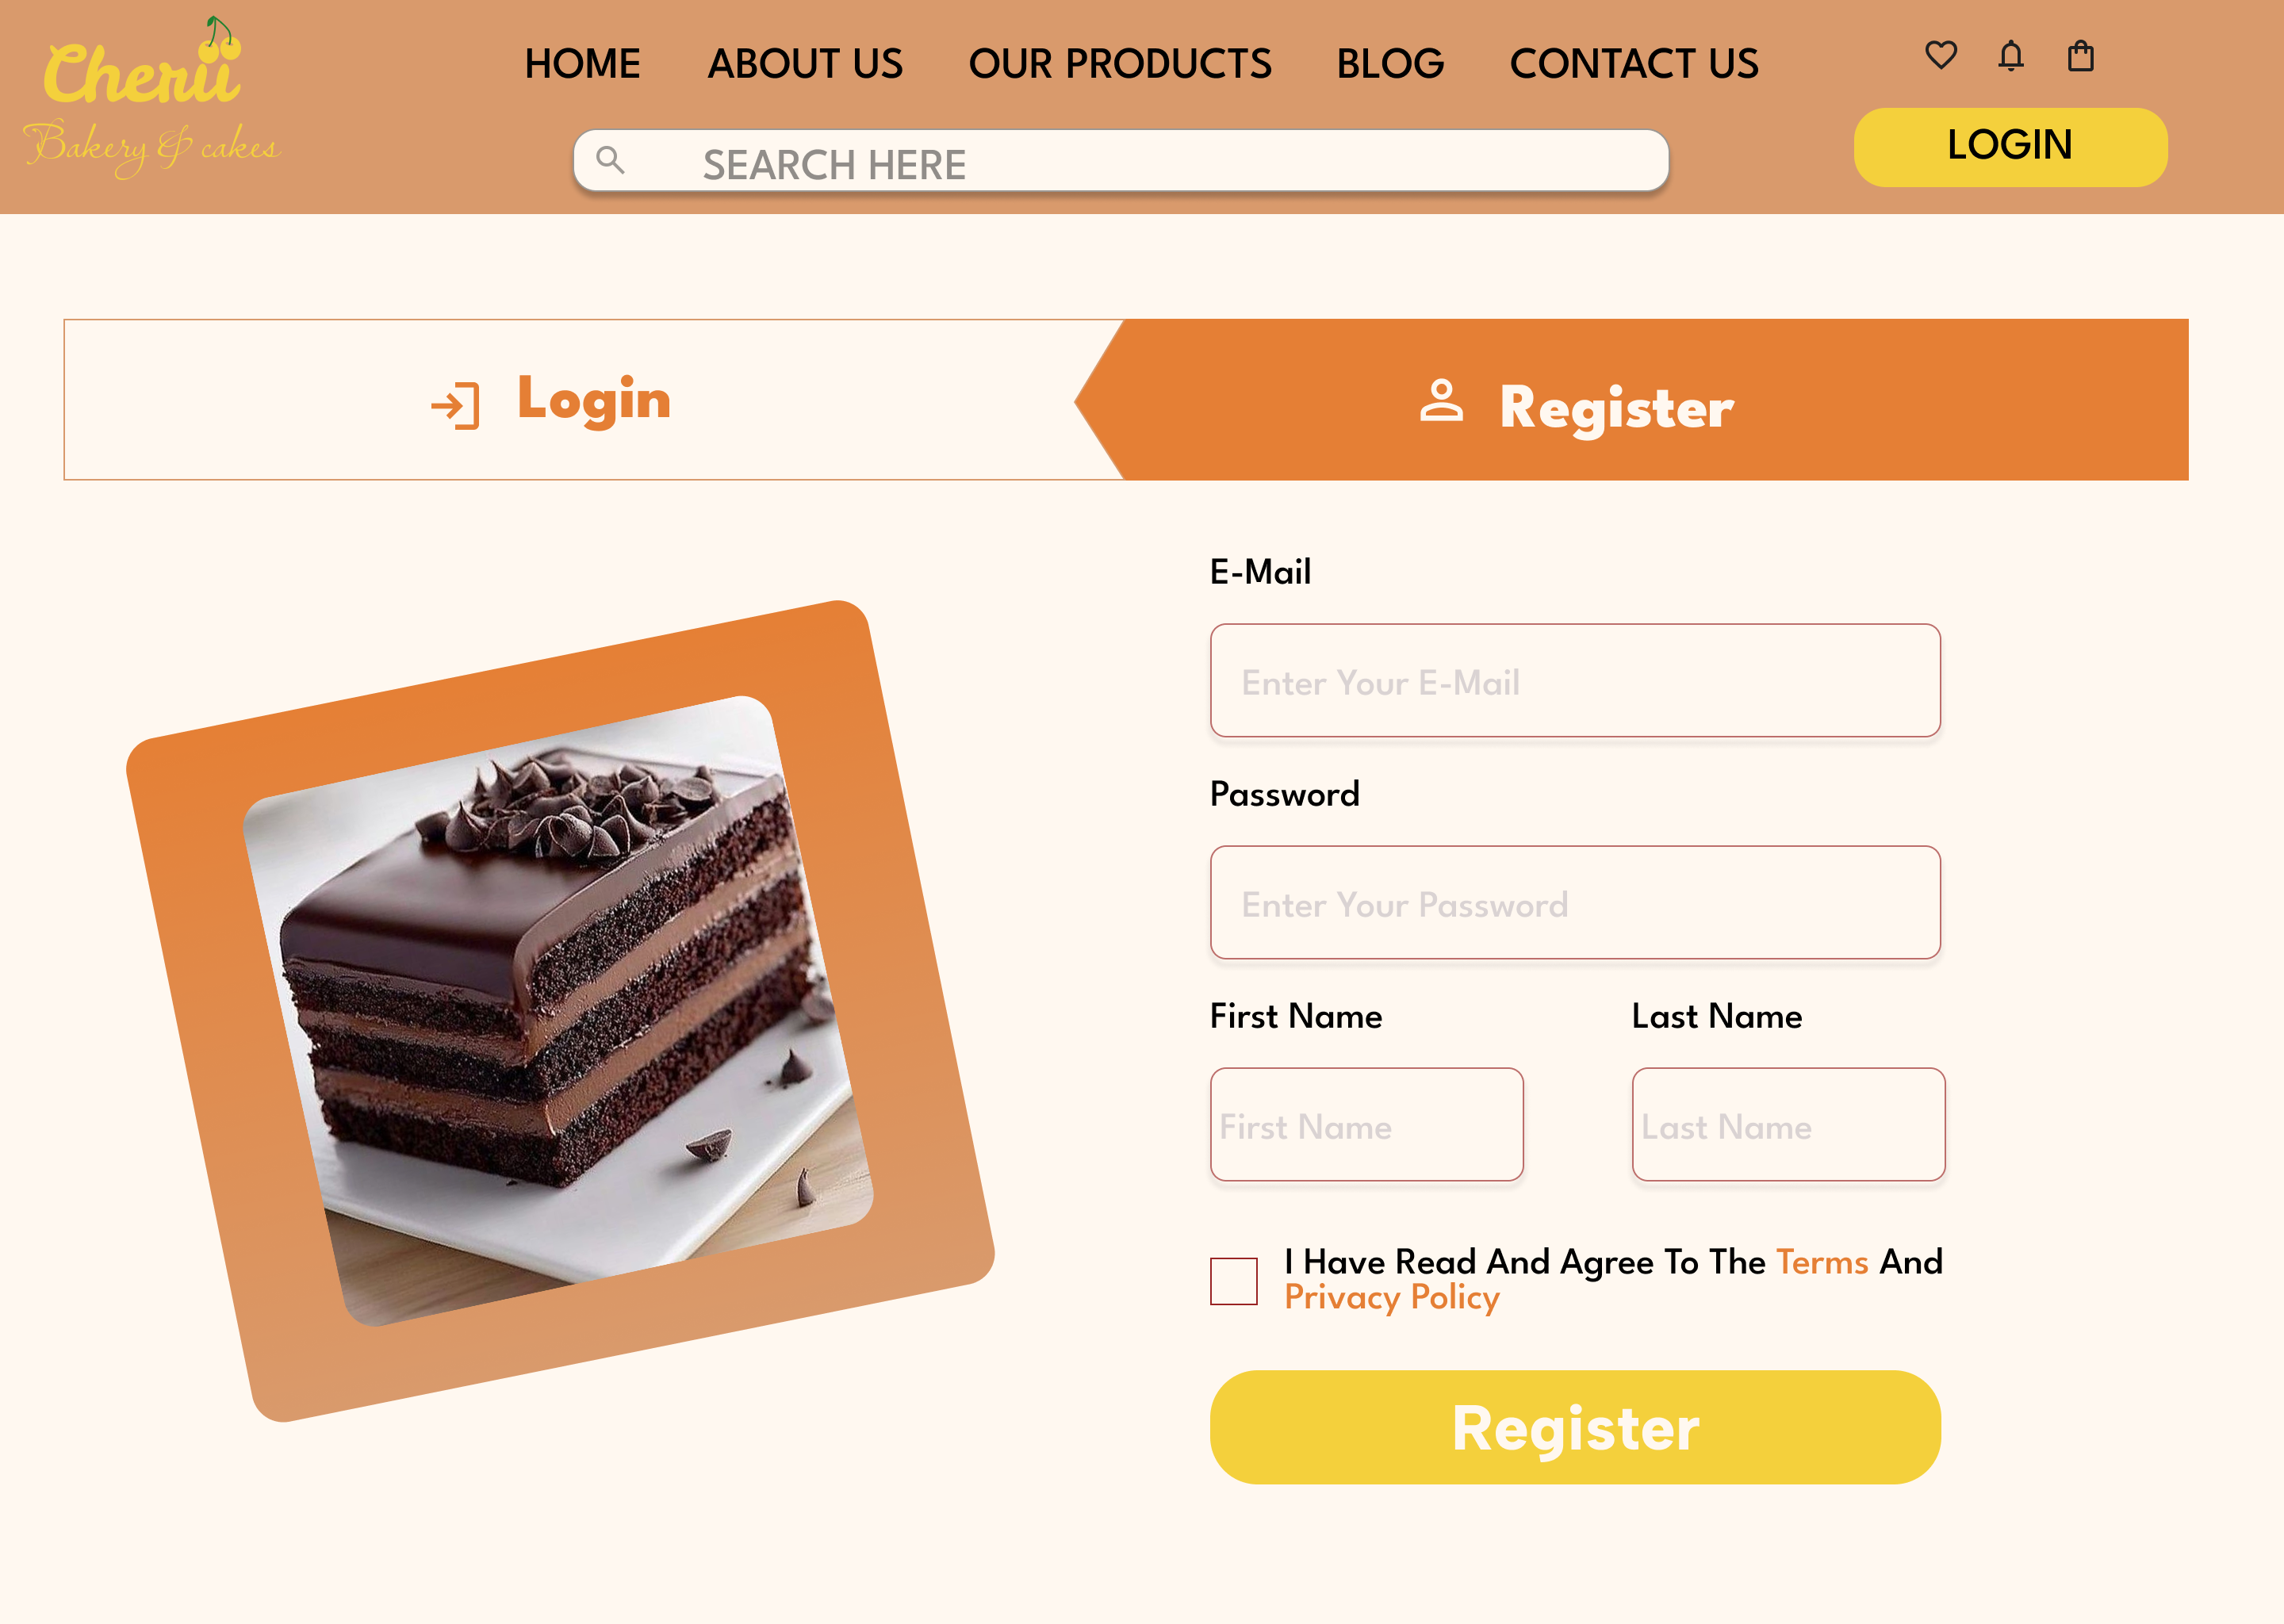 Cherii
Bakery & cakes
HOME ABOUT US OUR PRODUCTS BLOG CONTACT US
SEARCH HERE
LOGIN
Login
Register
E-Mail
Enter Your E-Mail
Password
Enter Your Password
First Name Last Name
First Name Last Name
I Have Read And Agree To The Terms And
Privacy Policy
Register